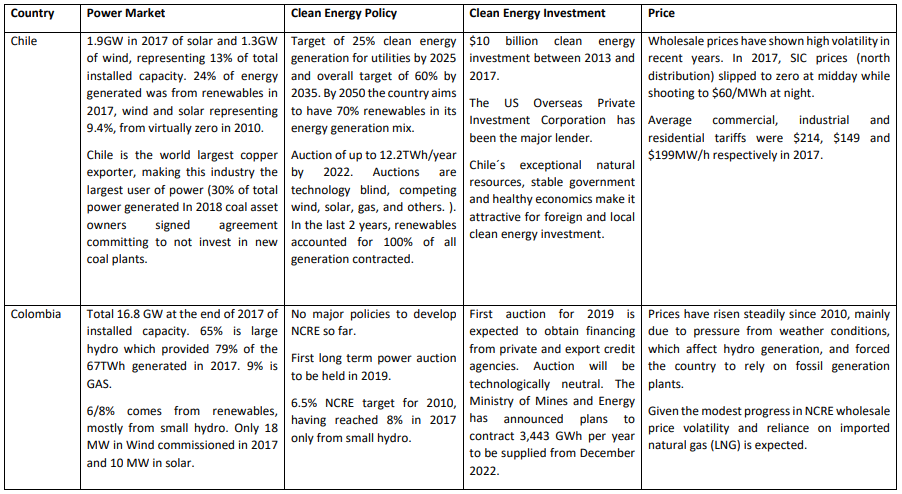 Country
Power Market
Clean Energy Policy
Clean Energy Investment
Price
Chile
1.9GW in 2017 of solar and 1.3GW
of wind, representing 13% of total
installed capacity. 24% of energy
generated was from renewables in
2017, wind and solar representing
9.4%, from virtually zero in 2010.
Chile is the world largest copper
exporter, making this industry the
largest user of power (30% of total
power generated In 2018 coal asset
owners signed agreement
committing to not invest in new
coal plants.
Target of 25% clean energy
generation for utilities by 2025
and overall target of 60% by
2035. By 2050 the country aims
to have 70% renewables in its
energy generation mix.
Auction of up to 12.2TWh/year
by 2022. Auctions are
technology blind, competing
wind, solar, gas, and others. ).
In the last 2 years, renewables
accounted for 100% of all
generation contracted.
$10 billion clean energy
investment between 2013 and
2017.
The US Overseas Private
Investment Corporation has
been the major lender.
Chile´s exceptional natural
resources, stable government
and healthy economics make it
attractive for foreign and local
clean energy investment.
Wholesale prices have shown high volatility in
recent years. In 2017, SIC prices (north
distribution) slipped to zero at midday while
shooting to $60/MWh at night.
Average commercial, industrial and
residential tariffs were $214, $149 and
$199MW/h respectively in 2017.
Colombia
Total 16.8 GW at the end of 2017 of
installed capacity. 65% is large
hydro which provided 79% of the
67TWh generated in 2017. 9% is
GAS.
6/8% comes from renewables,
mostly from small hydro. Only 18
MW in Wind commissioned in 2017
and 10 MW in solar.
No major policies to develop
NCRE so far.
First long term power auction
to be held in 2019.
6.5% NCRE target for 2010,
having reached 8% in 2017
only from small hydro.
First auction for 2019 is
expected to obtain financing
from private and export credit
agencies. Auction will be
technologically neutral. The
Ministry of Mines and Energy
has announced plans to
contract 3,443 GWh per year
to be supplied from December
2022.
Prices have risen steadily since 2010, mainly
due to pressure from weather conditions,
which affect hydro generation, and forced
the country to rely on fossil generation
plants.
Given the modest progress in NCRE wholesale
price volatility and reliance on imported
natural gas (LNG) is expected.